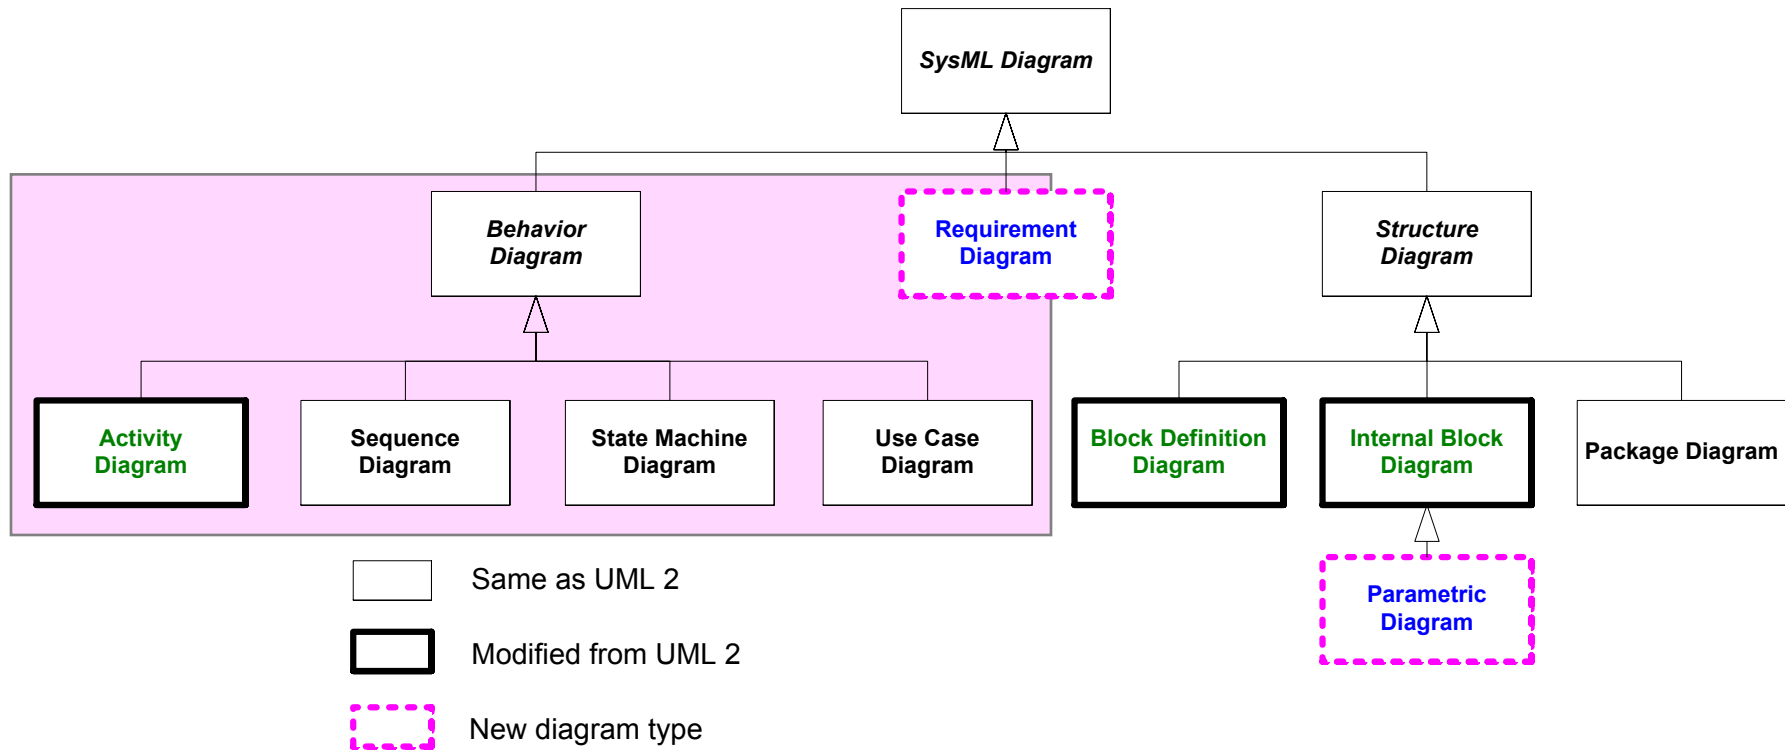 SysML Diagram
Behavior
Diagram
Requirement
Diagram
Structure
Diagram
Activity
Diagram
Sequence
Diagram
State Machine
Diagram
Use Case
Diagram
Block Definition
Diagram
Internal Block
Diagram
Package Diagram
Same as UML 2
Parametric
Diagram
Modified from UML 2
New diagram type